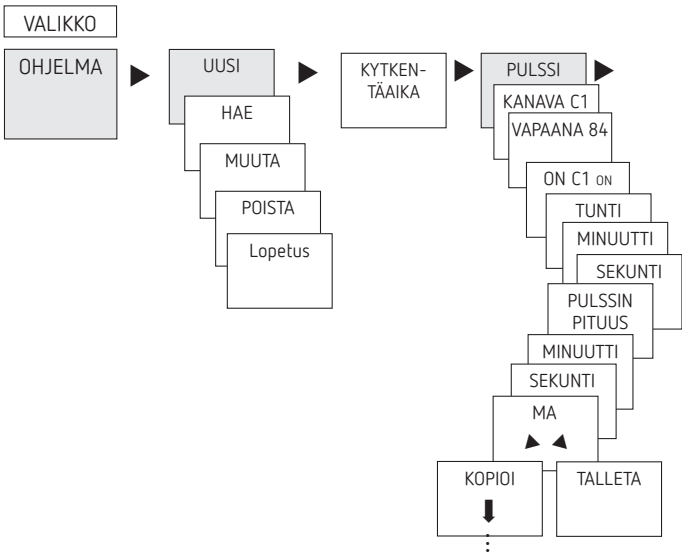 VALIKKO
OHJELMA
UUSI
HAE
MUUTA
POISTA
Lopetus
KYTKEN-
TÄAIKA
PULSSI
KANAVA C1
VAPAANA 84
ON C1 ON
TUNTI
MINUUTTI
SEKUNTI
PULSSIN
PITUUS
MINUUTTI
SEKUNTI
MA
KOPIOI
TALLETA